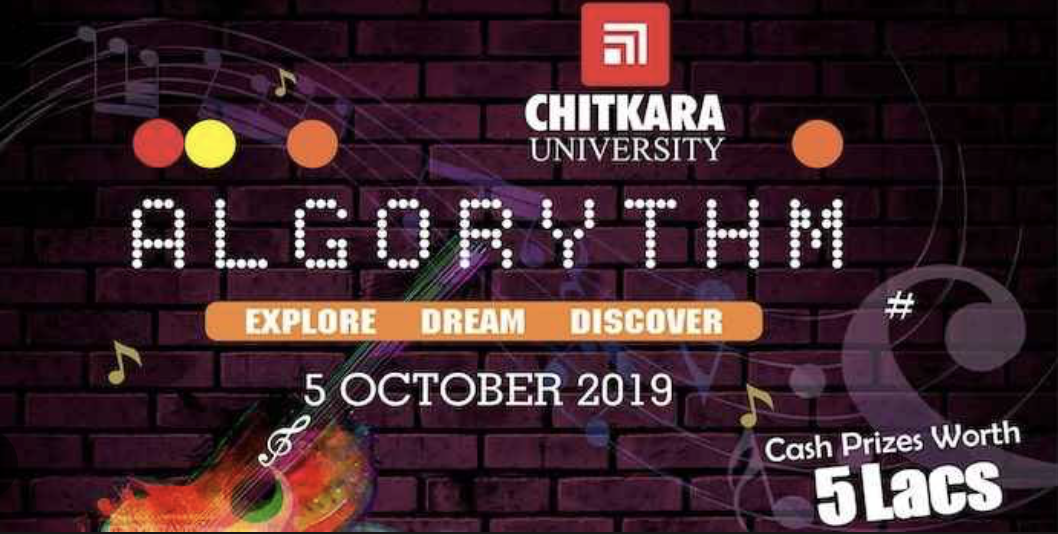 CHITKARA
UNIVERSITY
ALGORYTHM
EXPLORE DREAM DISCOVER
#
5 OCTOBER 2019
Cash Prizes Worth
5 Lacs